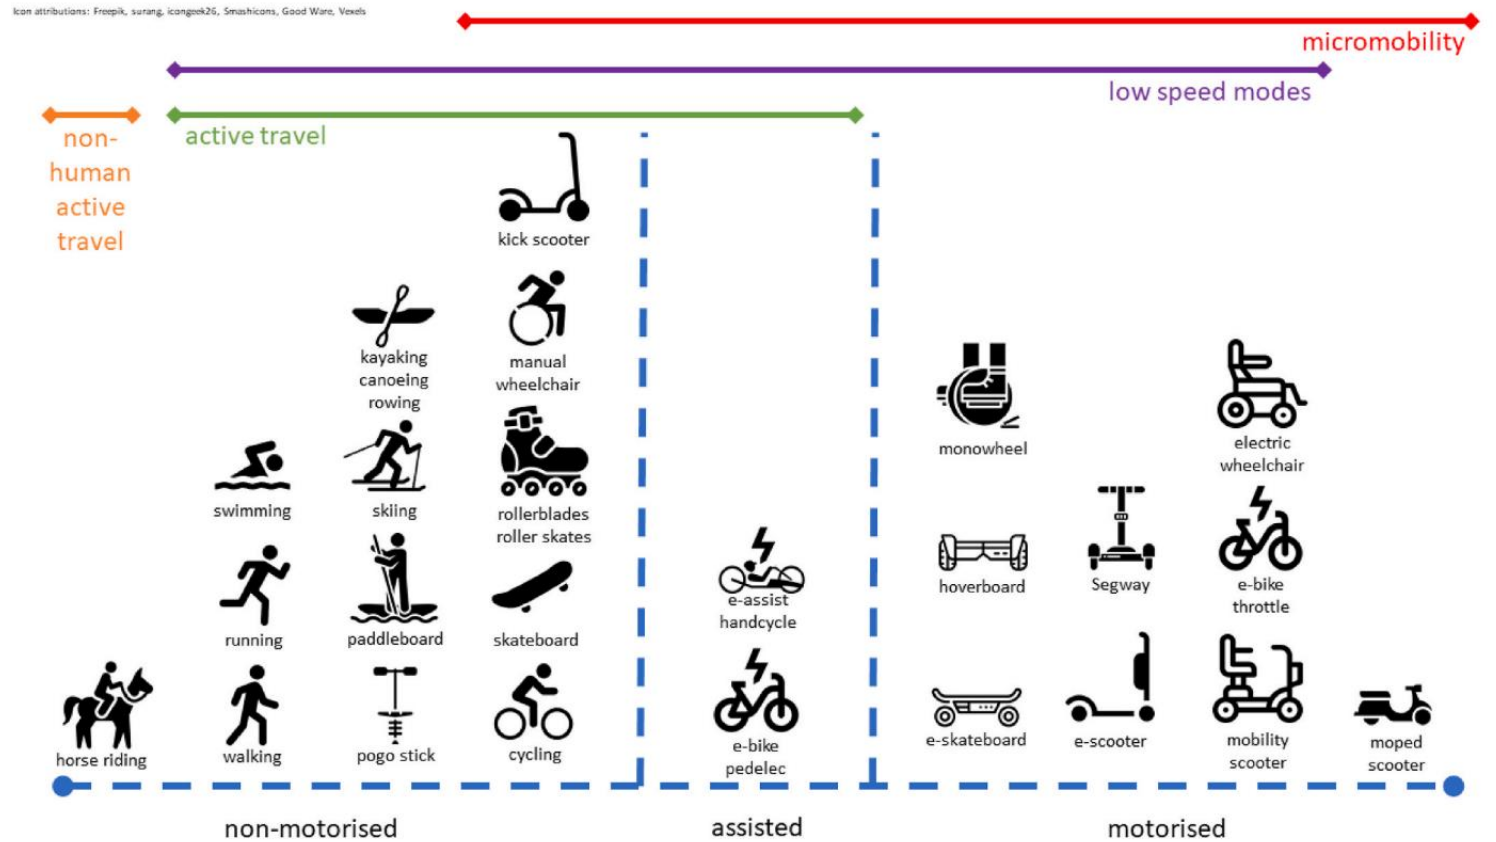 Icon attributions: Freepik, surang, icongeek26, Smashicons, Good Ware, Vexels
micromobility
low speed modes
non-
human
active
travel
active travel
kick scooter
kayaking
canoeing
rowing
manual
wheelchair
monowheel
electric
wheelchair
swimming
skiing
rollerblades
roller skates
hoverboard
Segway
e-bike
throttle
e-assist
handcycle
running
paddleboard
skateboard
horse riding
walking
pogo stick
cycling
e-bike
pedelec
e-skateboard
e-scooter
mobility
scooter
moped
scooter
non-motorised
assisted
motorised